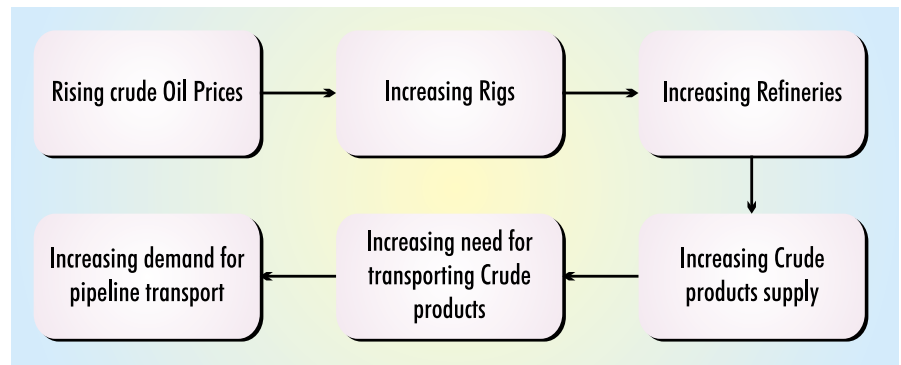 Rising crude Oil Prices
Increasing Rigs
Increasing Refineries
Increasing Crude
products supply
Increasing need for
transporting Crude
products
Increasing demand for
pipeline transport